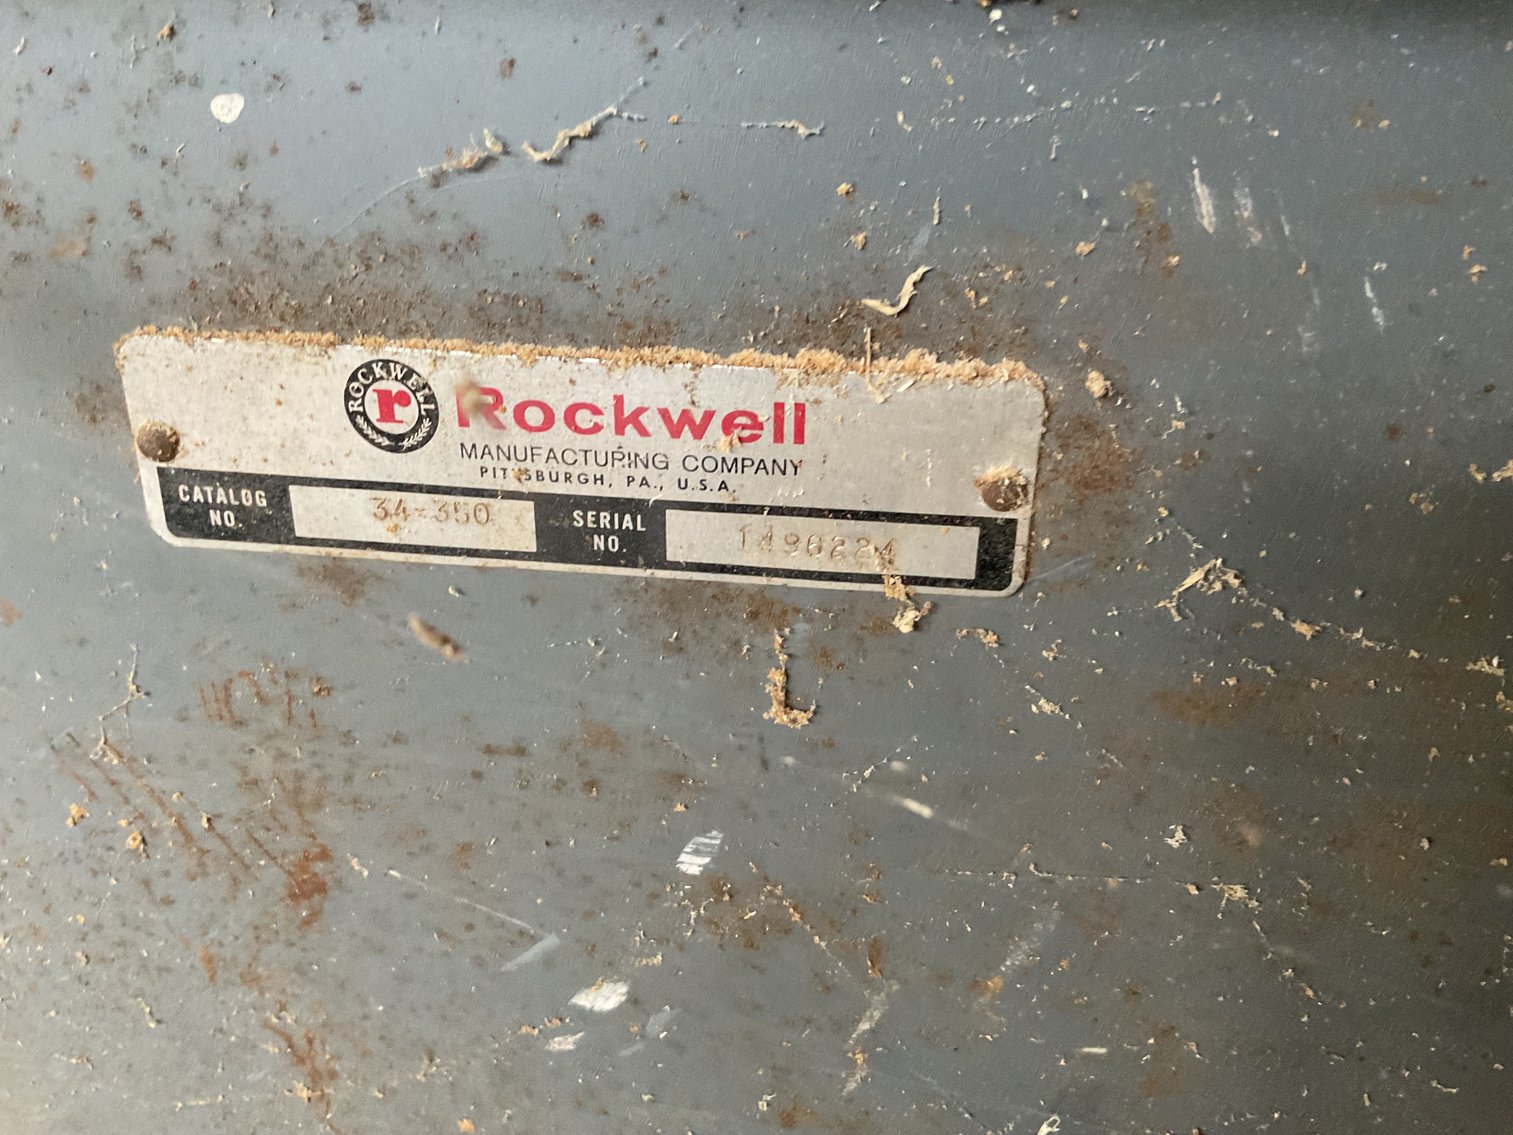 ROCKWELL
r
Rockwell
MANUFACTURING COMPANY
PITTSBURGH, PA., U.S.A.
CATALOG NO.
34-350
SERIAL NO.
1496224